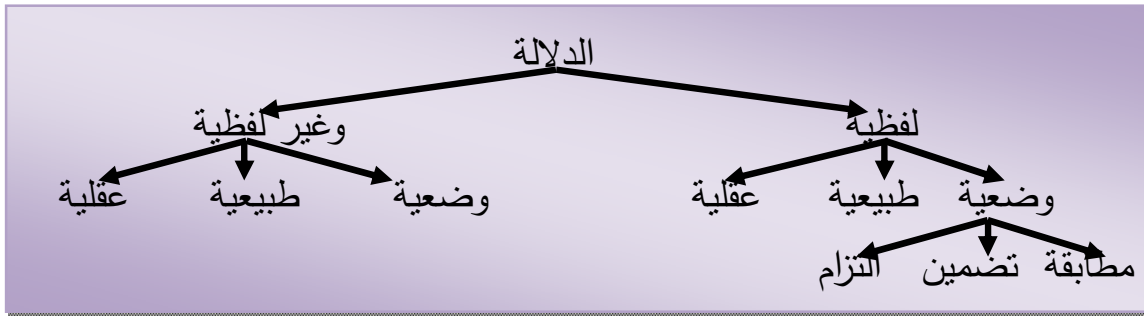 الدلالة
لفظية وغير لفظية
وضعية طبيعية عقلية وضعية طبيعية عقلية
مطابقة تضمين التزام